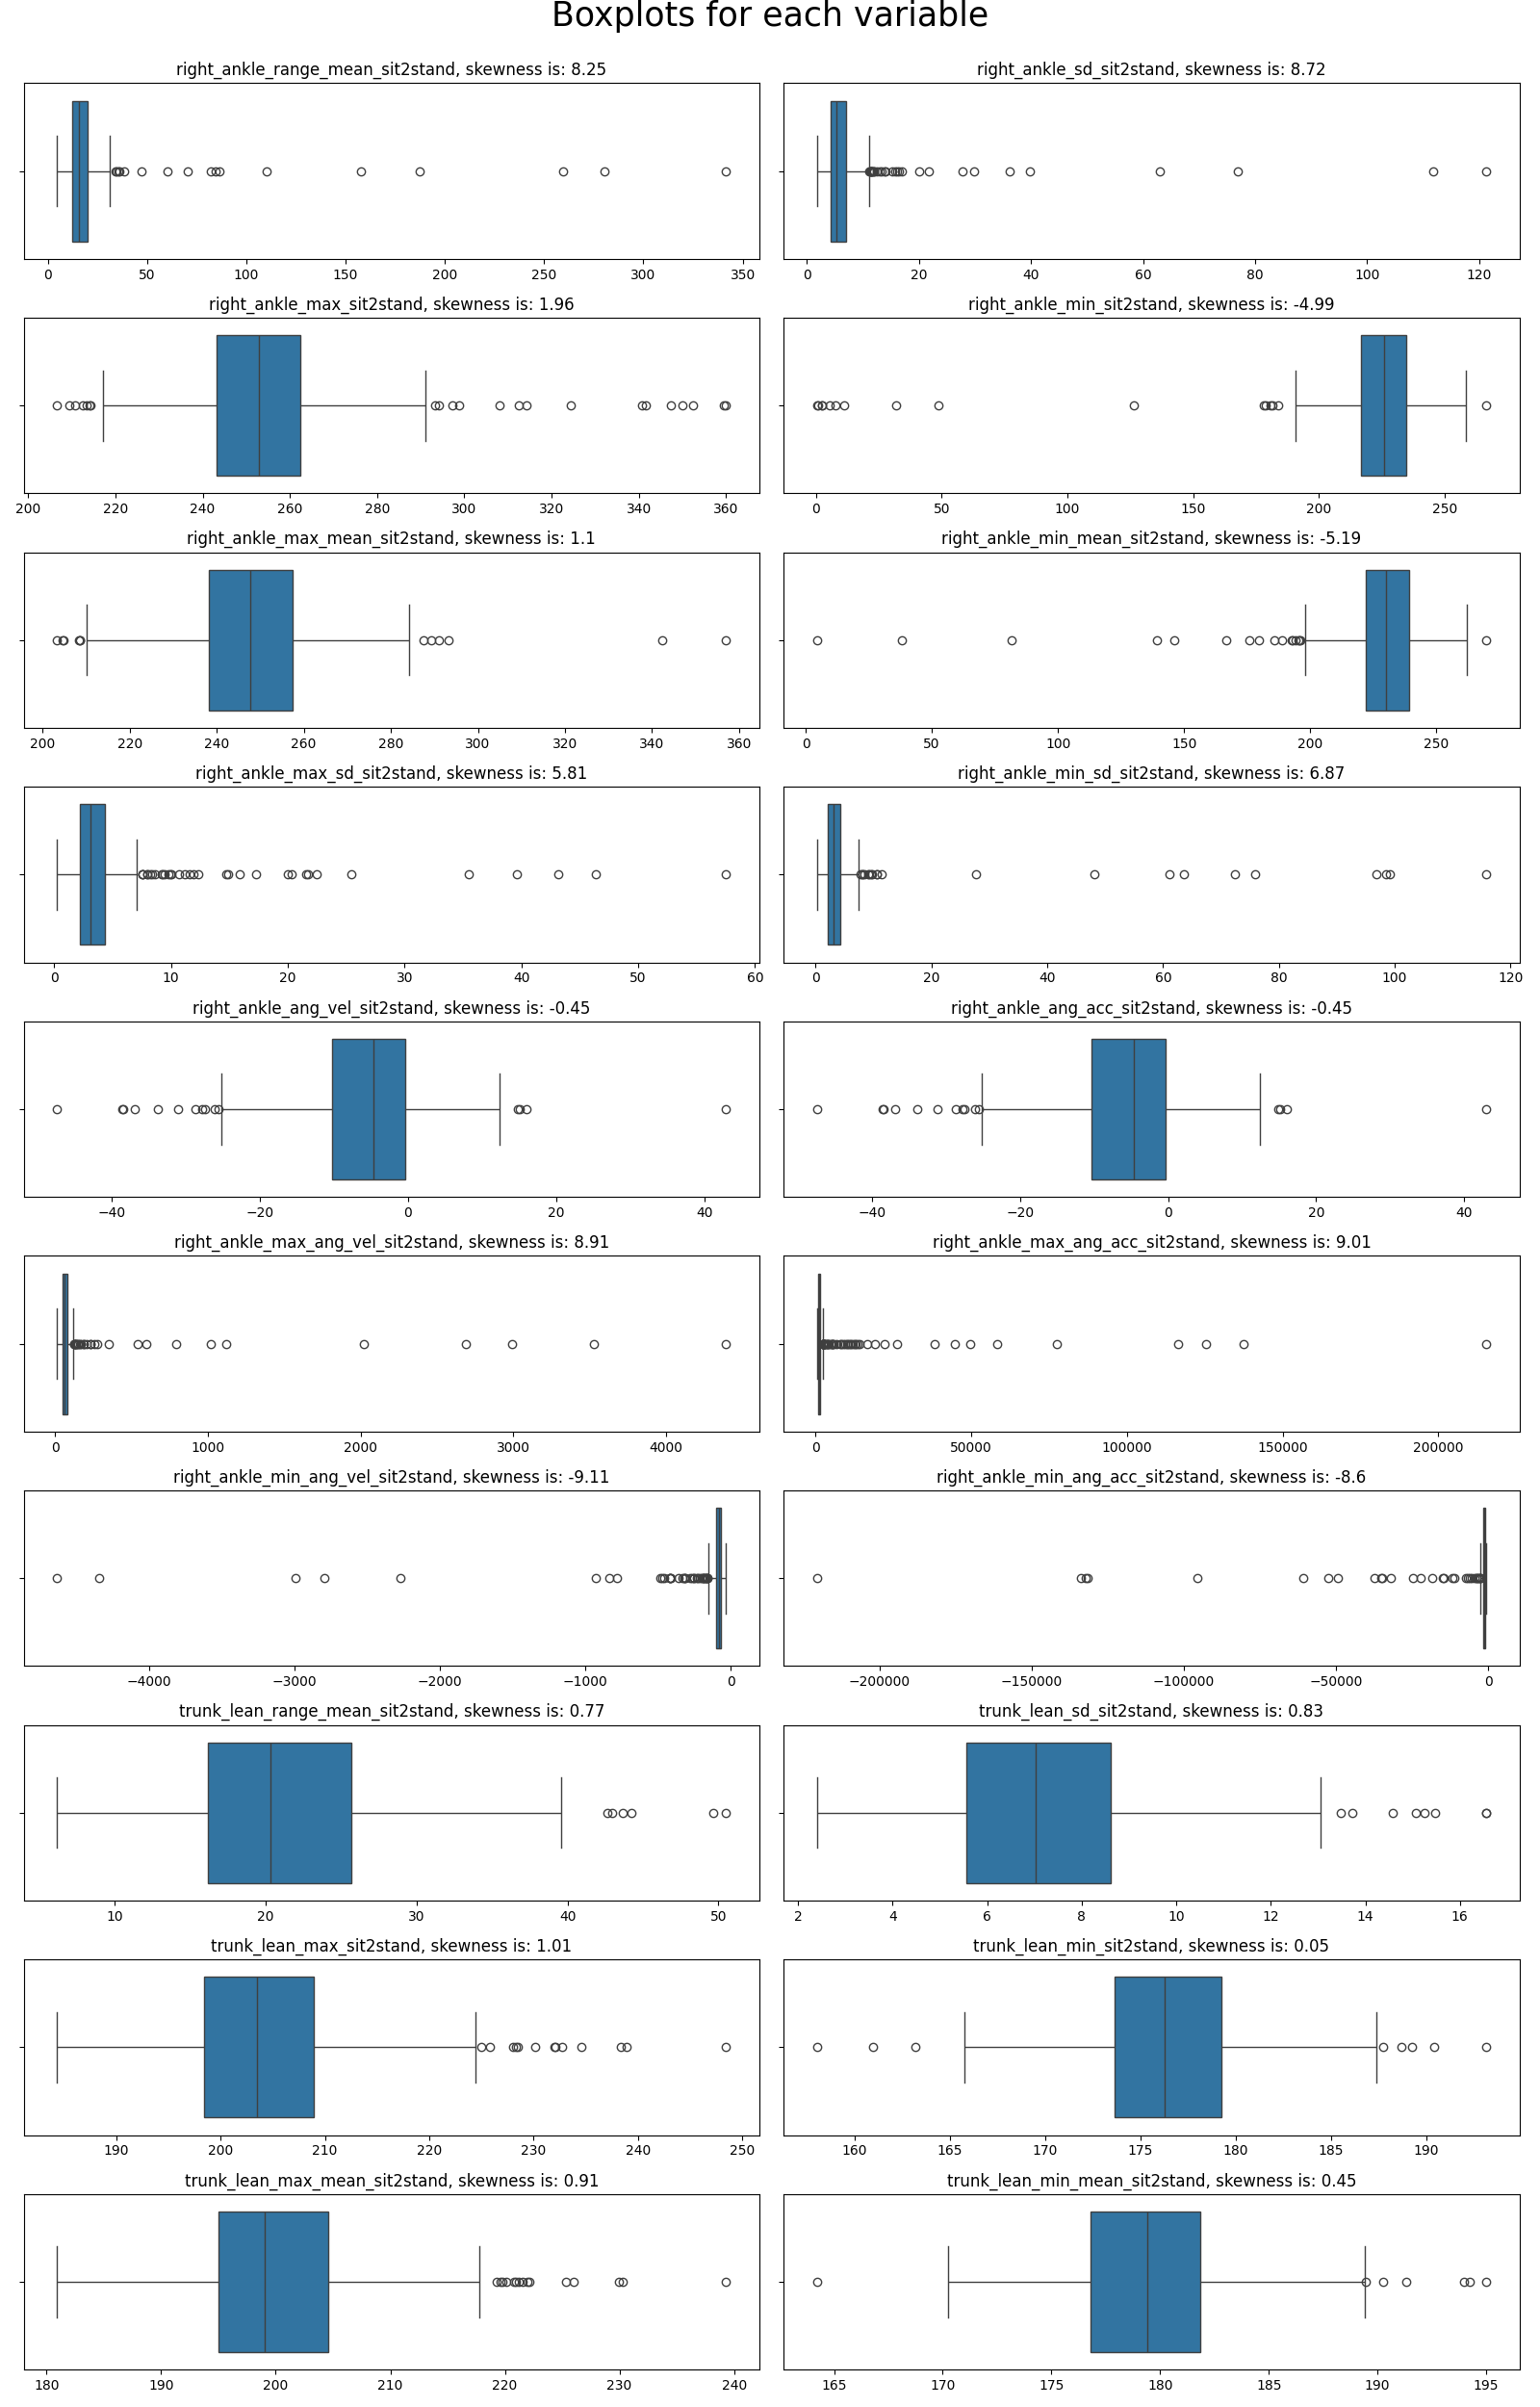 Boxplots for each variable
right_ankle_range_mean_sit2stand, skewness is: 8.25
right_ankle_sd_sit2stand, skewness is: 8.72
0 50 100 150 200 250 300 350
0 20 40 60 80 100 120
right_ankle_max_sit2stand, skewness is: 1.96
right_ankle_min_sit2stand, skewness is: -4.99
200 220 240 260 280 300 320 340 360
0 50 100 150 200 250
right_ankle_max_mean_sit2stand, skewness is: 1.1
right_ankle_min_mean_sit2stand, skewness is: -5.19
200 220 240 260 280 300 320 340 360
0 50 100 150 200 250
right_ankle_max_sd_sit2stand, skewness is: 5.81
right_ankle_min_sd_sit2stand, skewness is: 6.87
0 10 20 30 40 50 60
0 20 40 60 80 100 120
right_ankle_ang_vel_sit2stand, skewness is: -0.45
right_ankle_ang_acc_sit2stand, skewness is: -0.45
−40 −20 0 20 40
−40 −20 0 20 40
right_ankle_max_ang_vel_sit2stand, skewness is: 8.91
right_ankle_max_ang_acc_sit2stand, skewness is: 9.01
0 1000 2000 3000 4000
0 50000 100000 150000 200000
right_ankle_min_ang_vel_sit2stand, skewness is: -9.11
right_ankle_min_ang_acc_sit2stand, skewness is: -8.6
−4000 −3000 −2000 −1000 0
−200000 −150000 −100000 −50000 0
trunk_lean_range_mean_sit2stand, skewness is: 0.77
trunk_lean_sd_sit2stand, skewness is: 0.83
10 20 30 40 50
2 4 6 8 10 12 14 16
trunk_lean_max_sit2stand, skewness is: 1.01
trunk_lean_min_sit2stand, skewness is: 0.05
190 200 210 220 230 240 250
160 165 170 175 180 185 190
trunk_lean_max_mean_sit2stand, skewness is: 0.91
trunk_lean_min_mean_sit2stand, skewness is: 0.45
180 190 200 210 220 230 240
165 170 175 180 185 190 195